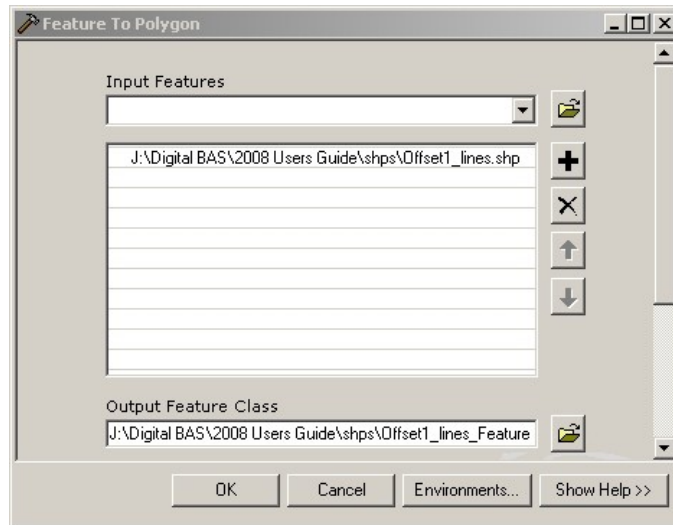 Feature To Polygon
Input Features
J:\Digital BAS\2008 Users Guide\shps\Offset1_lines.shp
Output Feature Class
J:\Digital BAS\2008 Users Guide\shps\Offset1_lines_Feature
OK Cancel Environments... Show Help >>